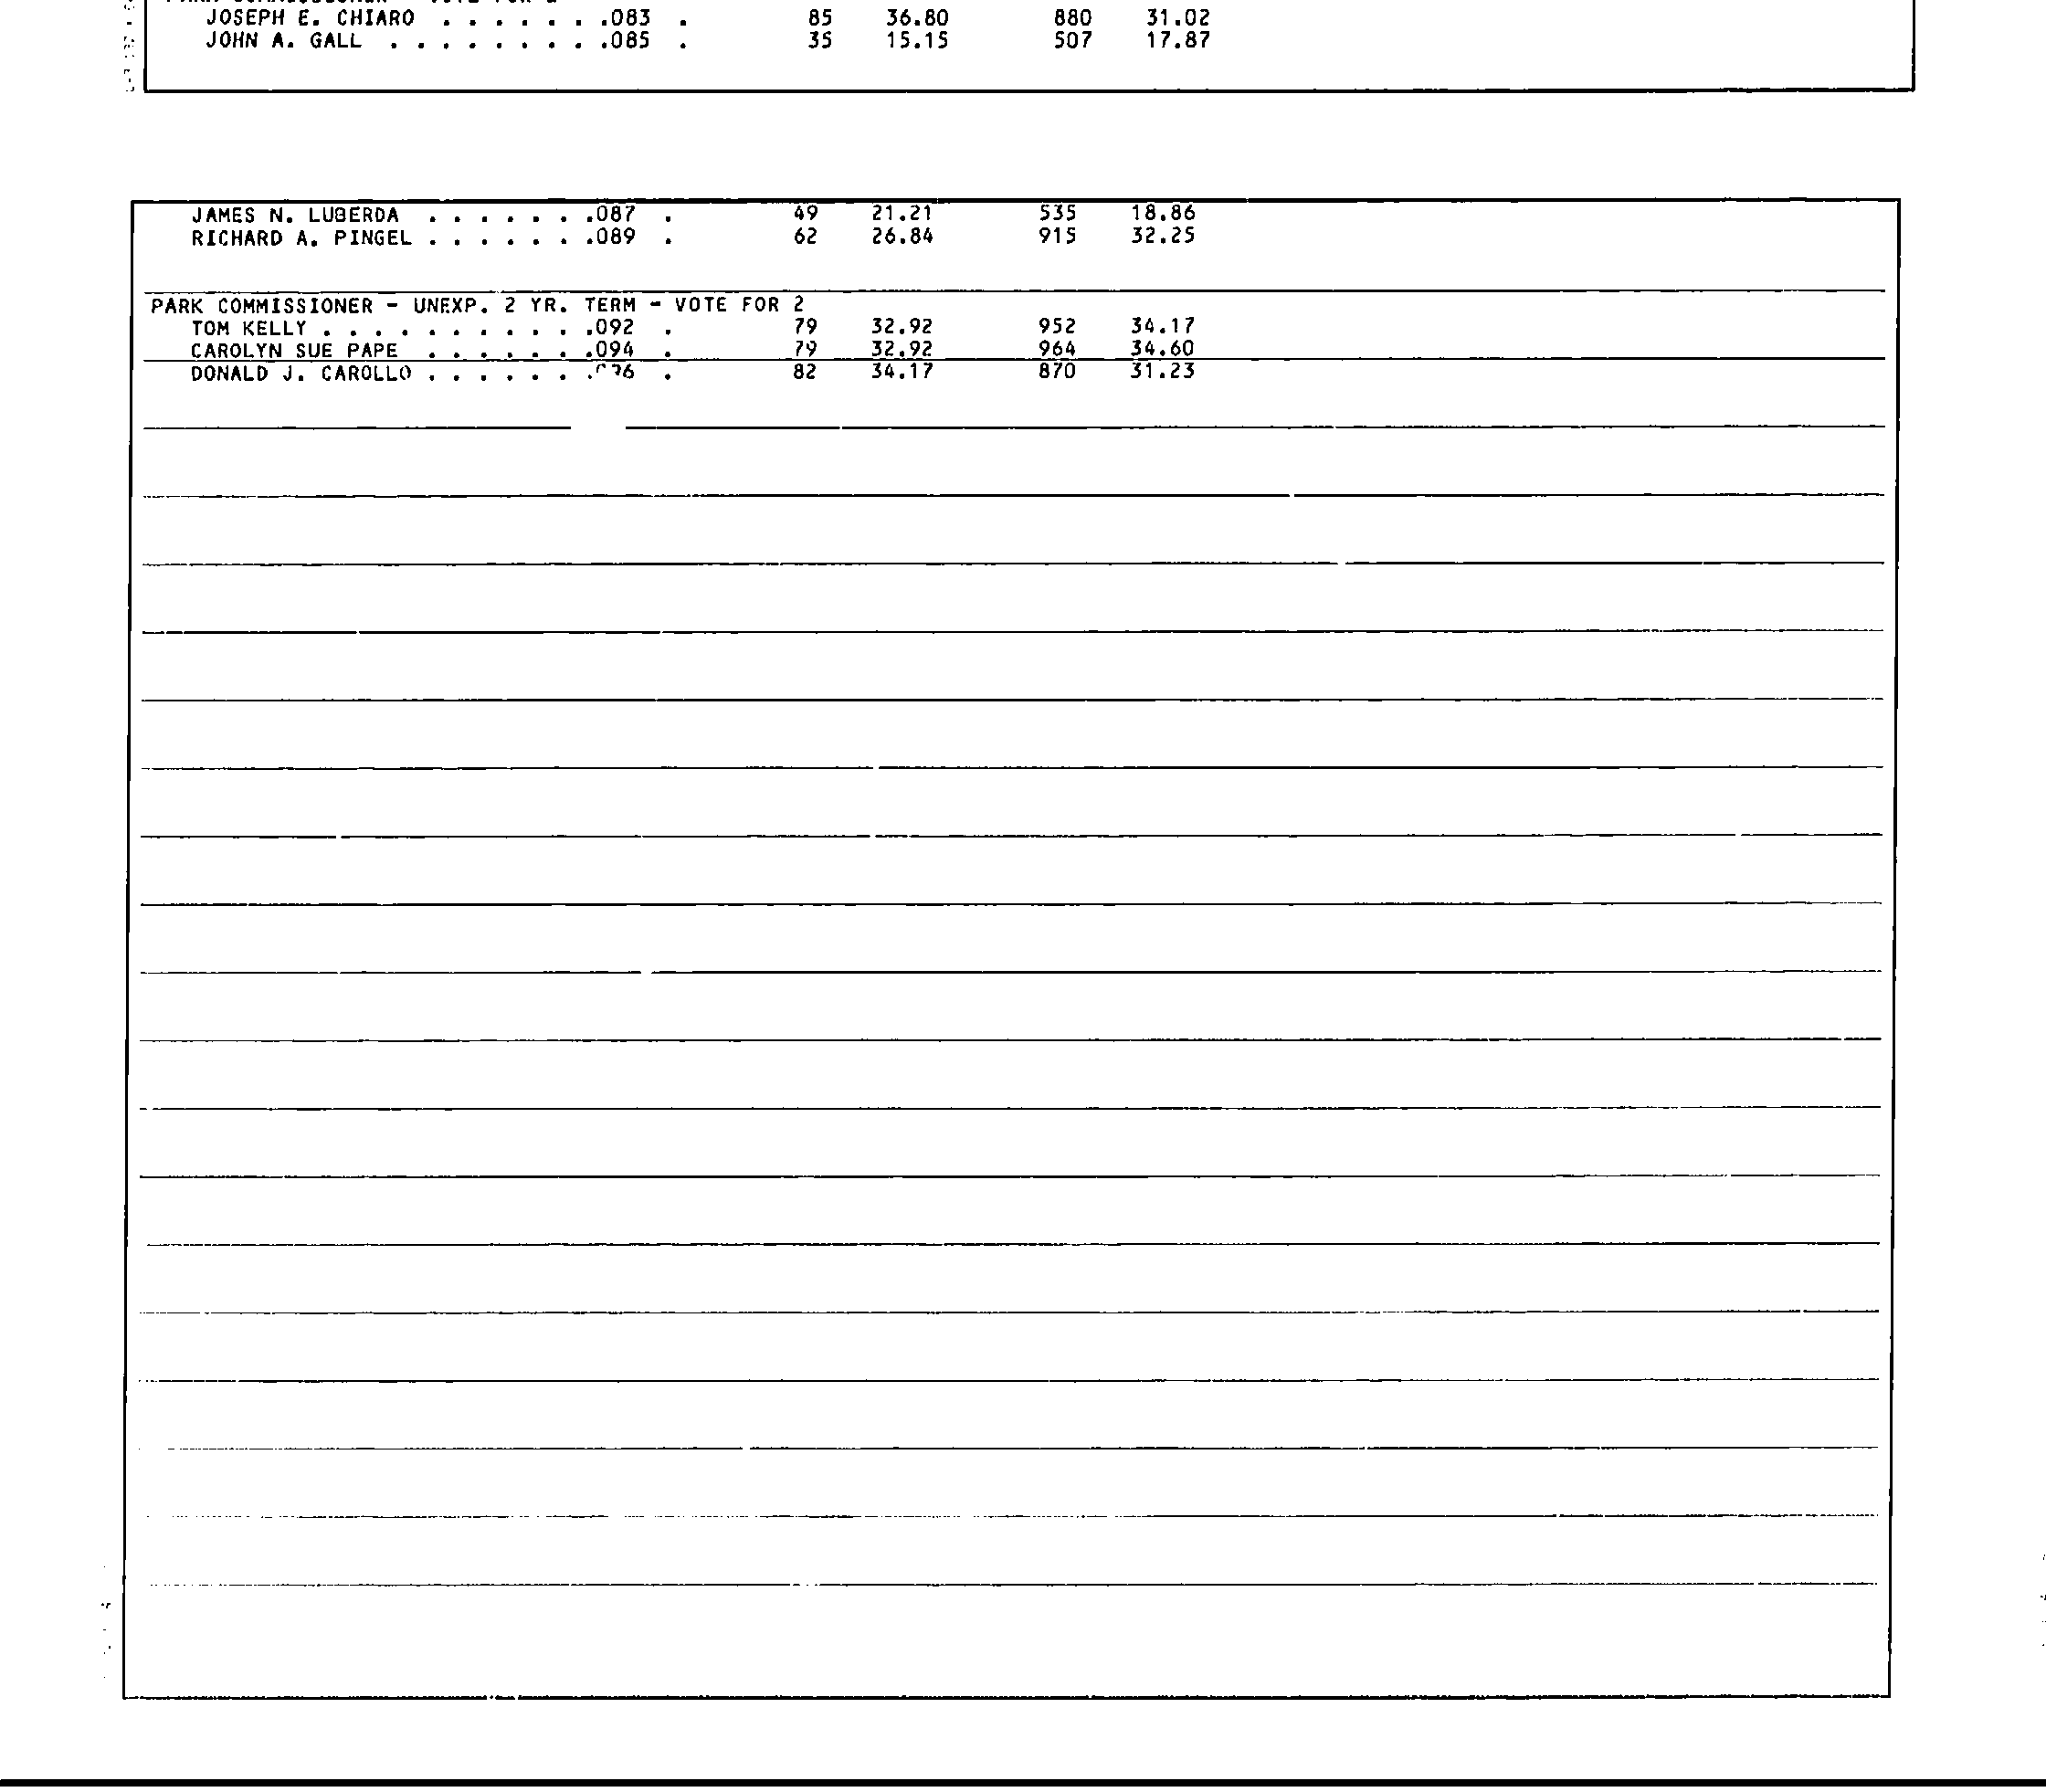 JOSEPH E. CHIARO . . . . . . .083 . 85 36.80 880 31.02
JOHN A. GALL . . . . . . . . .085 . 35 15.15 507 17.87
JAMES N. LUBERDA . . . . . . .087 . 49 21.21 535 18.86
RICHARD A. PINGEL . . . . . . .089 . 62 26.84 915 32.25
PARK COMMISSIONER - UNEXP. 2 YR. TERM - VOTE FOR 2
TOM KELLY . . . . . . . . . . .092 . 79 32.92 952 34.17
CAROLYN SUE PAPE . . . . . . .094 . 79 32.92 964 34.60
DONALD J. CAROLLO . . . . . . . . 82 34.17 870 31.23